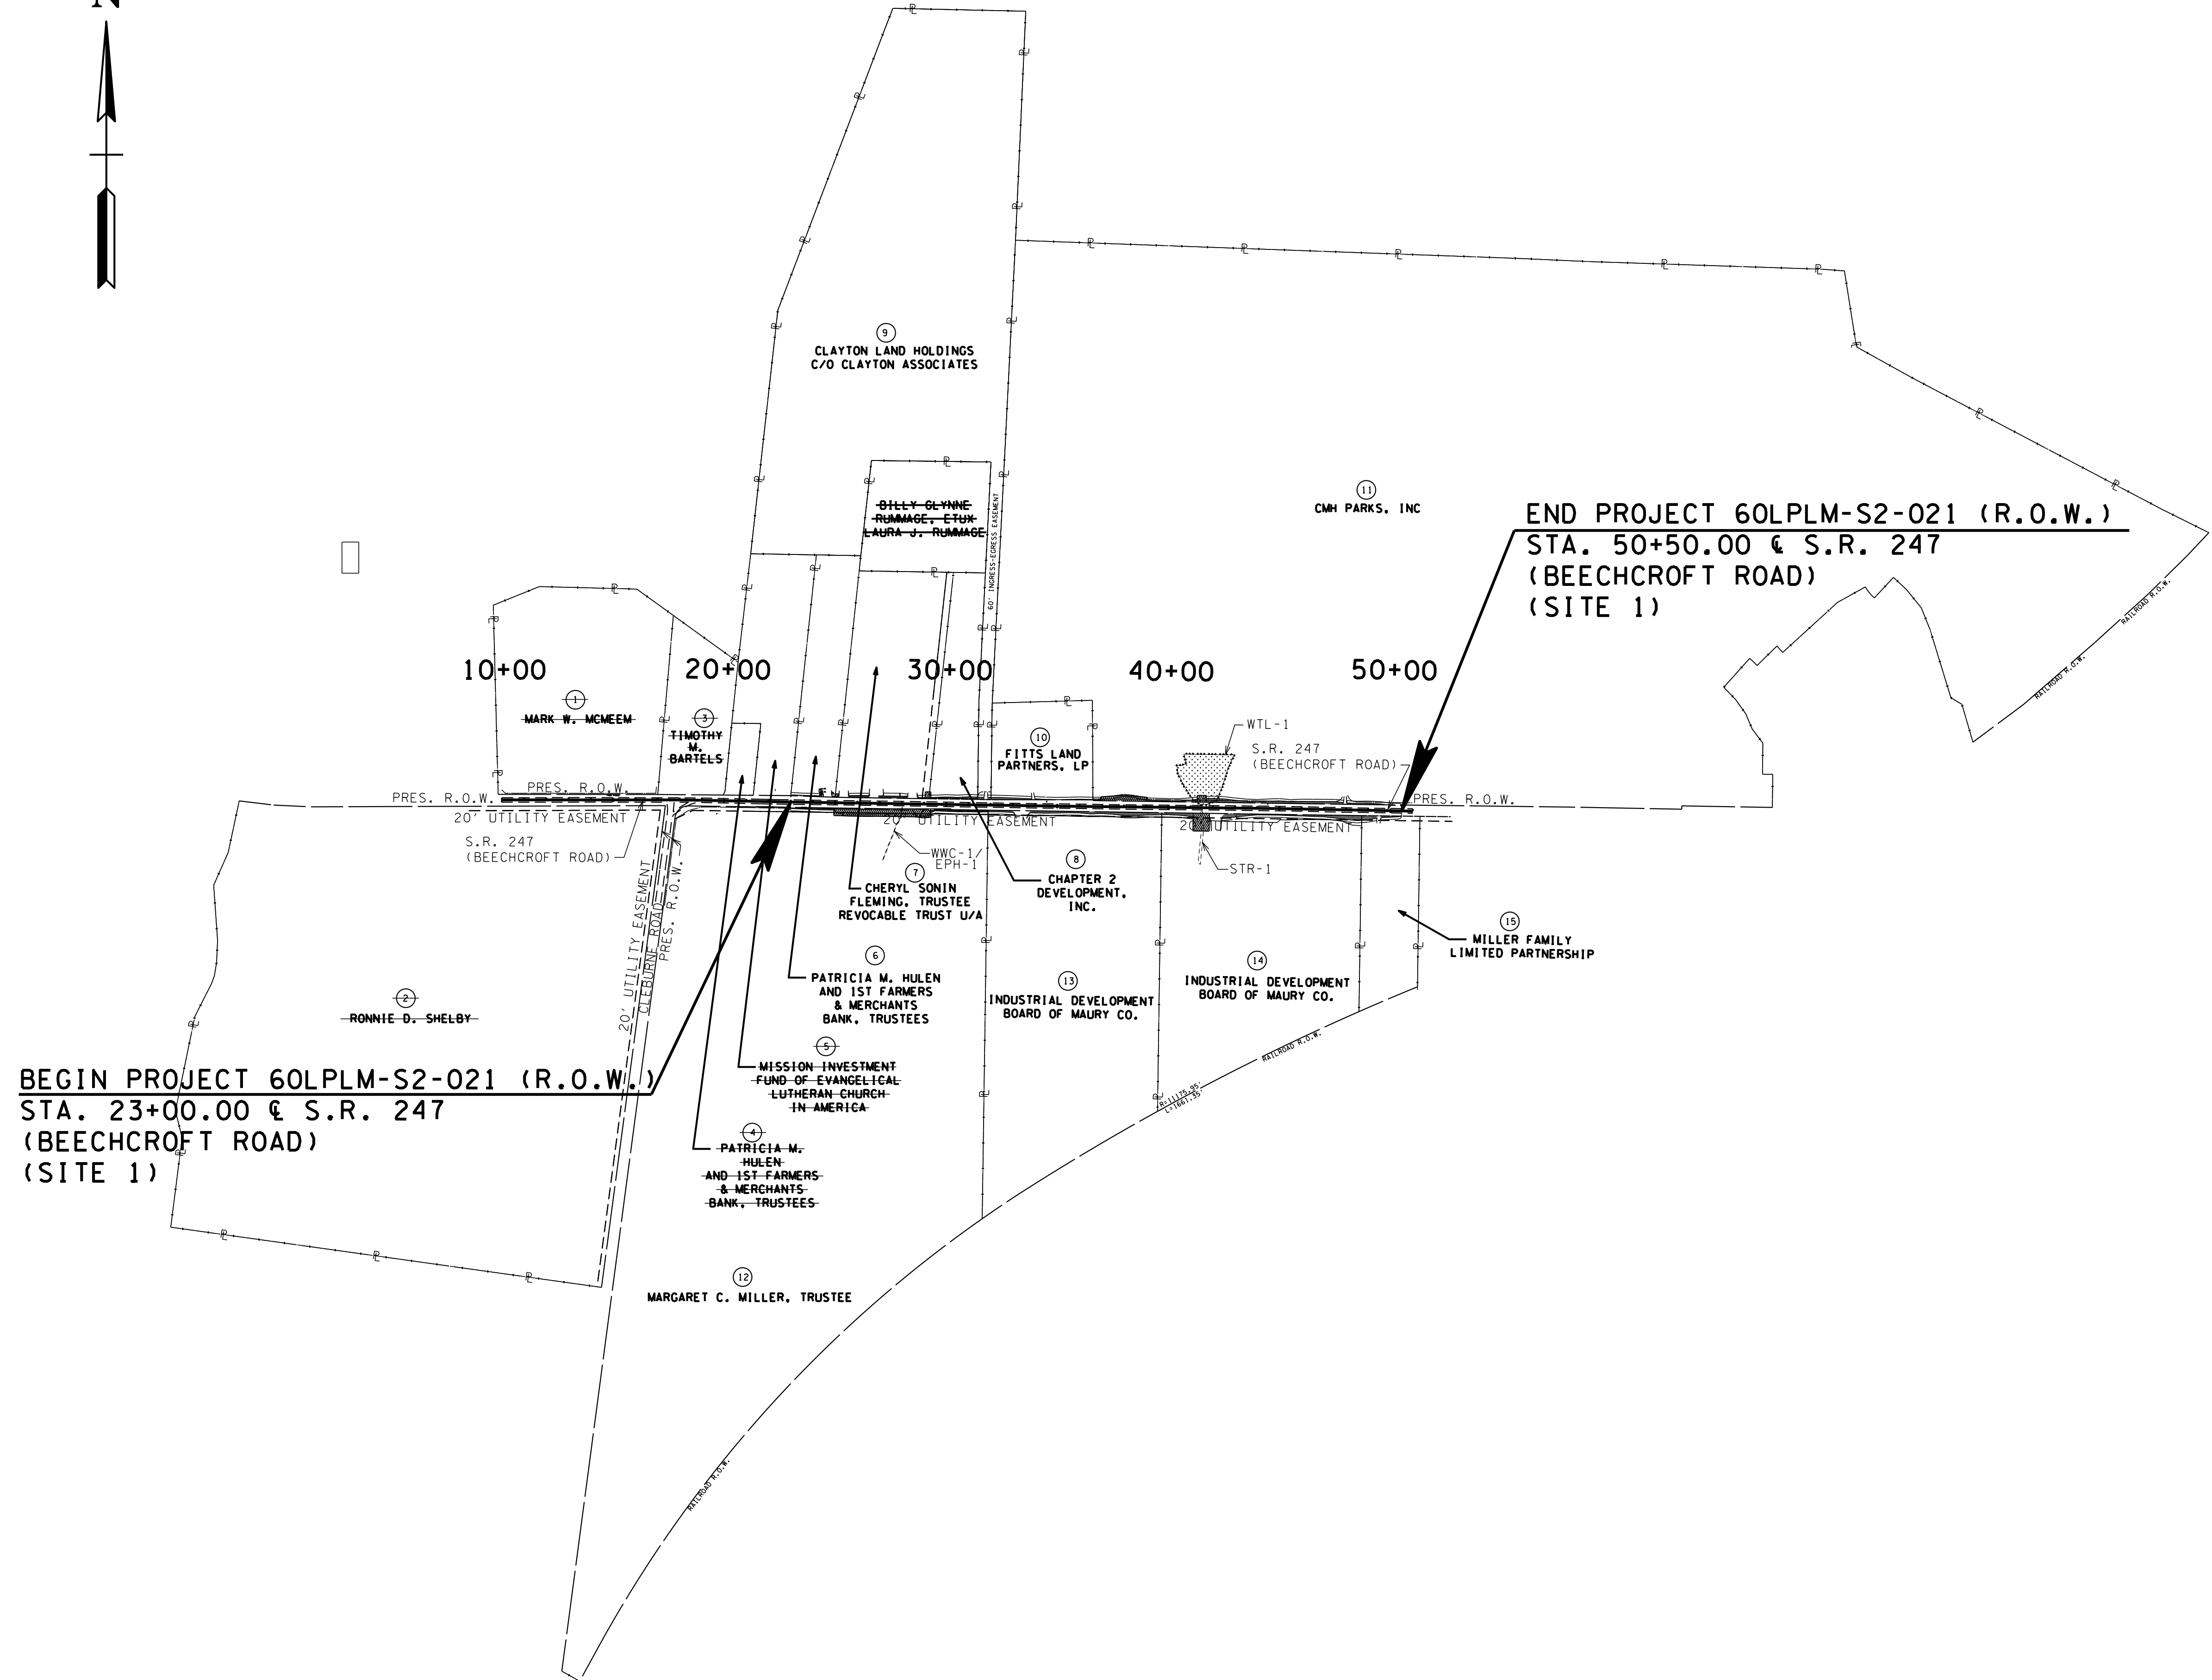 N
9
CLAYTON LAND HOLDINGS
C/O CLAYTON ASSOCIATES
BILLY GLYNNE
RUMMAGE, ETUX
LAURA J. RUMMAGE
60' INGRESS-EGRESS EASEMENT
11
CMH PARKS, INC
END PROJECT 60LPLM-S2-021 (R.O.W.)
STA. 50+50.00 ℄ S.R. 247
(BEECHCROFT ROAD)
(SITE 1)
RAILROAD R.O.W.
RAILROAD R.O.W.
10+00
20+00
30+00
40+00
50+00
1
MARK W. MCMEEM
3
TIMOTHY
M.
BARTELS
10
FITTS LAND
PARTNERS, LP
WTL-1
S.R. 247
(BEECHCROFT ROAD)
PRES. R.O.W.
PRES. R.O.W.
PRES. R.O.W.
20' UTILITY EASEMENT
20' UTILITY EASEMENT
20' UTILITY EASEMENT
S.R. 247
(BEECHCROFT ROAD)
20' UTILITY EASEMENT
CLEBURNE ROAD
PRES. R.O.W.
WWC-1/
EPH-1
STR-1
7
CHERYL SONIN
FLEMING, TRUSTEE
REVOCABLE TRUST U/A
8
CHAPTER 2
DEVELOPMENT,
INC.
15
MILLER FAMILY
LIMITED PARTNERSHIP
6
PATRICIA M. HULEN
AND 1ST FARMERS
& MERCHANTS
BANK, TRUSTEES
13
INDUSTRIAL DEVELOPMENT
BOARD OF MAURY CO.
14
INDUSTRIAL DEVELOPMENT
BOARD OF MAURY CO.
2
RONNIE D. SHELBY
5
MISSION INVESTMENT
FUND OF EVANGELICAL
LUTHERAN CHURCH
IN AMERICA
RAILROAD R.O.W.
R=11175.95'
L=1661.35'
BEGIN PROJECT 60LPLM-S2-021 (R.O.W.)
STA. 23+00.00 ℄ S.R. 247
(BEECHCROFT ROAD)
(SITE 1)
4
PATRICIA M.
HULEN
AND 1ST FARMERS
& MERCHANTS
BANK, TRUSTEES
12
MARGARET C. MILLER, TRUSTEE
RAILROAD R.O.W.